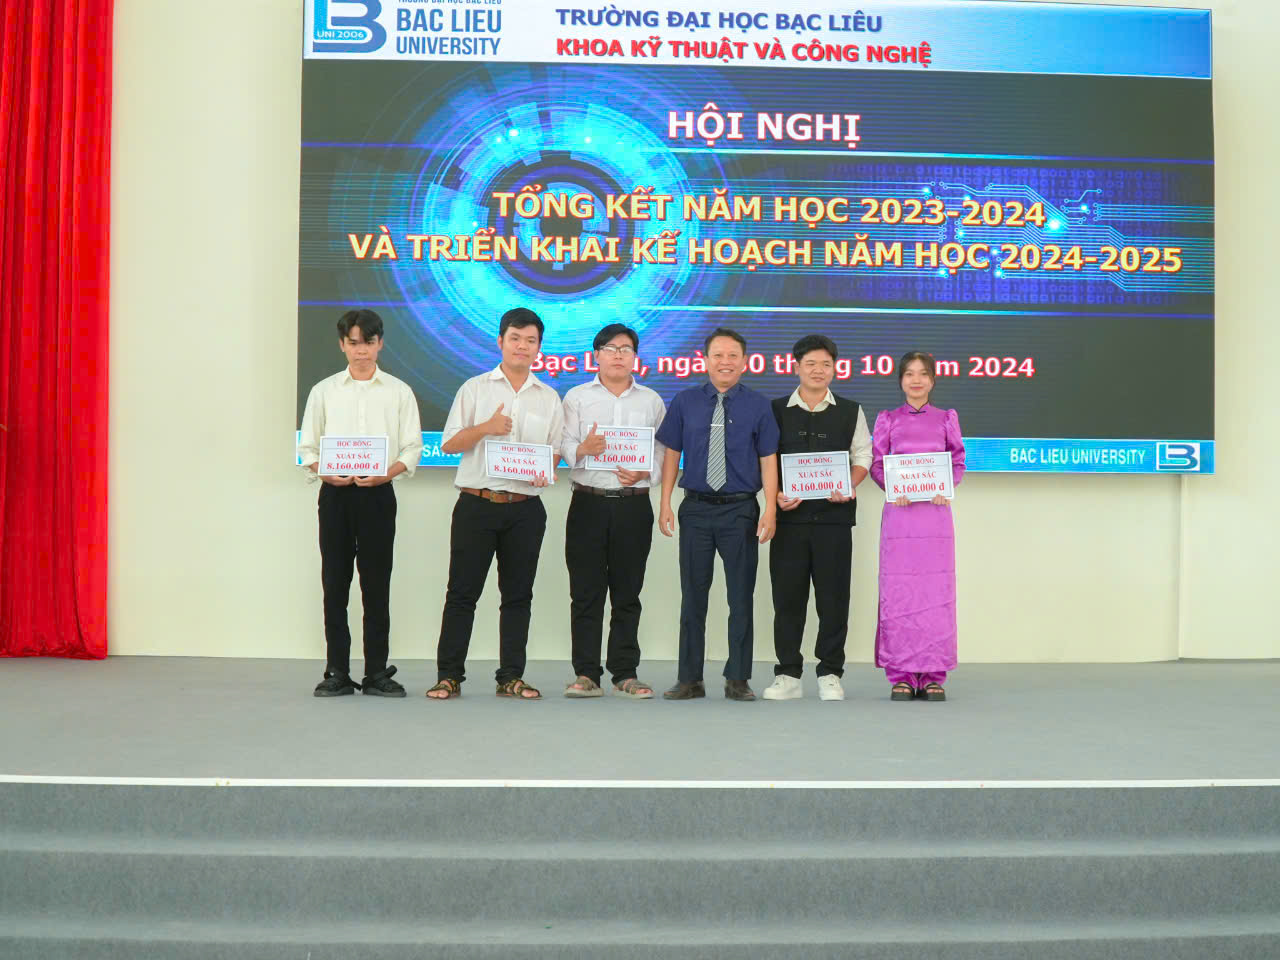 TRƯỜNG ĐẠI HỌC BẠC LIÊU
BAC LIEU
UNIVERSITY
UNI 2006
TRƯỜNG ĐẠI HỌC BẠC LIÊU
KHOA KỸ THUẬT VÀ CÔNG NGHỆ
HỘI NGHỊ
TỔNG KẾT NĂM HỌC 2023-2024
VÀ TRIỂN KHAI KẾ HOẠCH NĂM HỌC 2024-2025
Bạc Liêu, 10 2024
BAC LIEU UNIVERSITY
HỌC BỔNG
XUẤT SẮC
8.160.000 đ
HỌC BỔNG
XUẤT SẮC
8.160.000 đ
HỌC BỔNG
XUẤT SẮC
8.160.000 đ
HỌC BỔNG
XUẤT SẮC
8.160.000 đ
HỌC BỔNG
XUẤT SẮC
8.160.000 đ